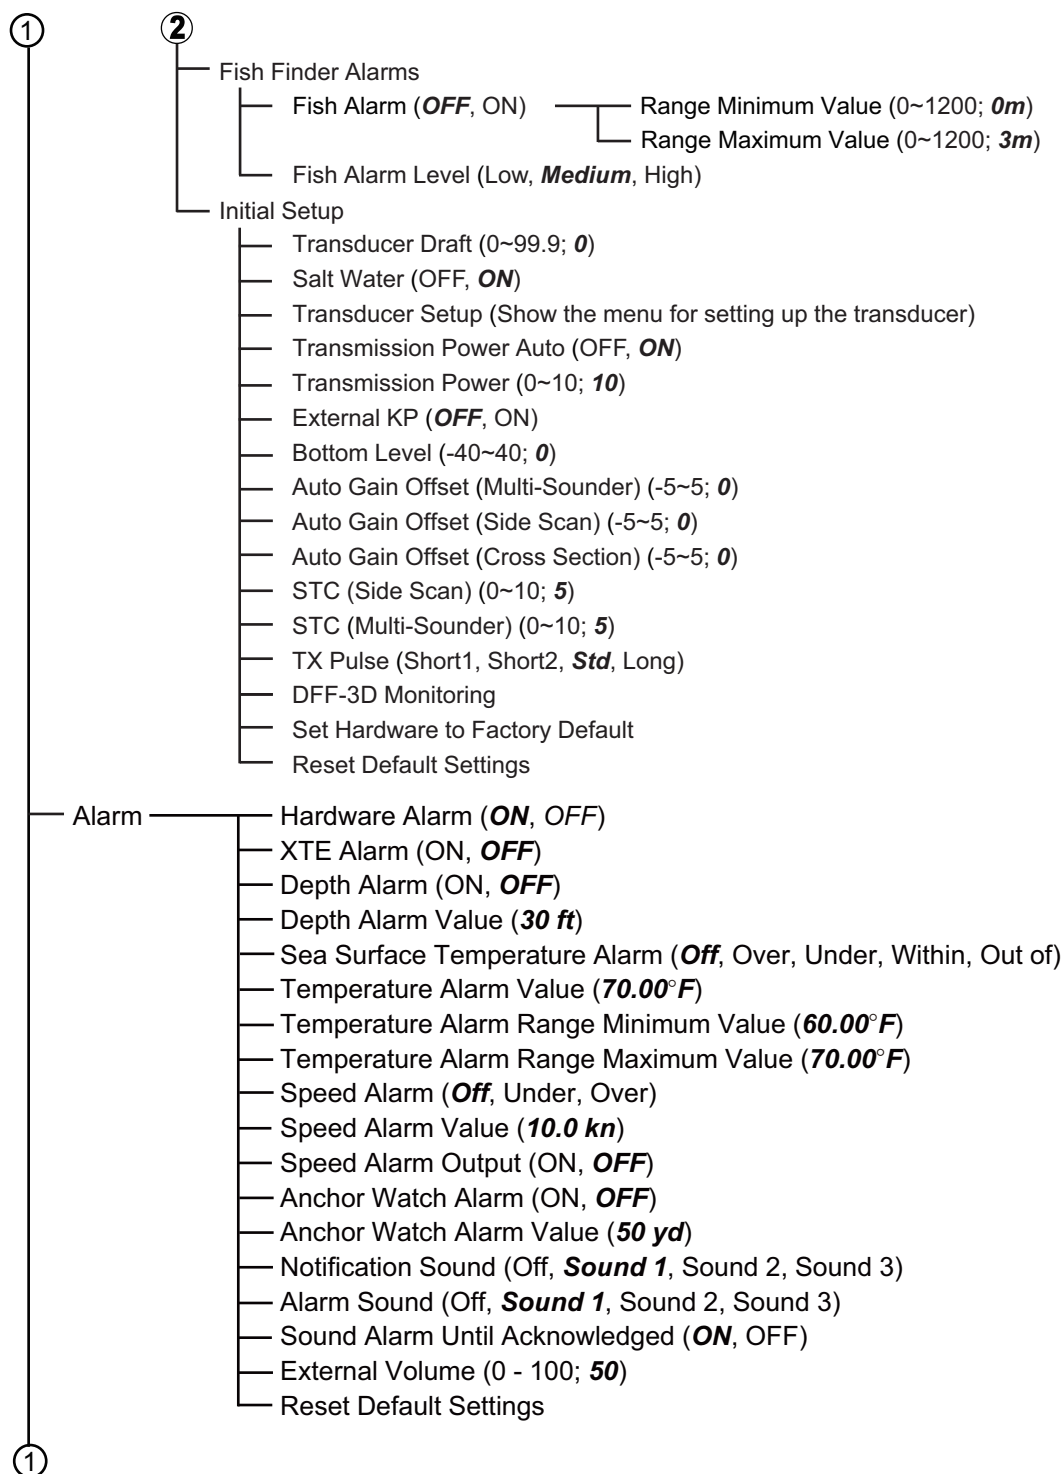 1
2
Fish Finder Alarms
Fish Alarm (OFF, ON)
Range Minimum Value (0~1200; 0m)
Range Maximum Value (0~1200; 3m)
Fish Alarm Level (Low, Medium, High)
Initial Setup
Transducer Draft (0~99.9; 0)
Salt Water (OFF, ON)
Transducer Setup (Show the menu for setting up the transducer)
Transmission Power Auto (OFF, ON)
Transmission Power (0~10; 10)
External KP (OFF, ON)
Bottom Level (-40~40; 0)
Auto Gain Offset (Multi-Sounder) (-5~5; 0)
Auto Gain Offset (Side Scan) (-5~5; 0)
Auto Gain Offset (Cross Section) (-5~5; 0)
STC (Side Scan) (0~10; 5)
STC (Multi-Sounder) (0~10; 5)
TX Pulse (Short1, Short2, Std, Long)
DFF-3D Monitoring
Set Hardware to Factory Default
Reset Default Settings
Alarm
Hardware Alarm (ON, OFF)
XTE Alarm (ON, OFF)
Depth Alarm (ON, OFF)
Depth Alarm Value (30 ft)
Sea Surface Temperature Alarm (Off, Over, Under, Within, Out of)
Temperature Alarm Value (70.00°F)
Temperature Alarm Range Minimum Value (60.00°F)
Temperature Alarm Range Maximum Value (70.00°F)
Speed Alarm (Off, Under, Over)
Speed Alarm Value (10.0 kn)
Speed Alarm Output (ON, OFF)
Anchor Watch Alarm (ON, OFF)
Anchor Watch Alarm Value (50 yd)
Notification Sound (Off, Sound 1, Sound 2, Sound 3)
Alarm Sound (Off, Sound 1, Sound 2, Sound 3)
Sound Alarm Until Acknowledged (ON, OFF)
External Volume (0 - 100; 50)
Reset Default Settings
1